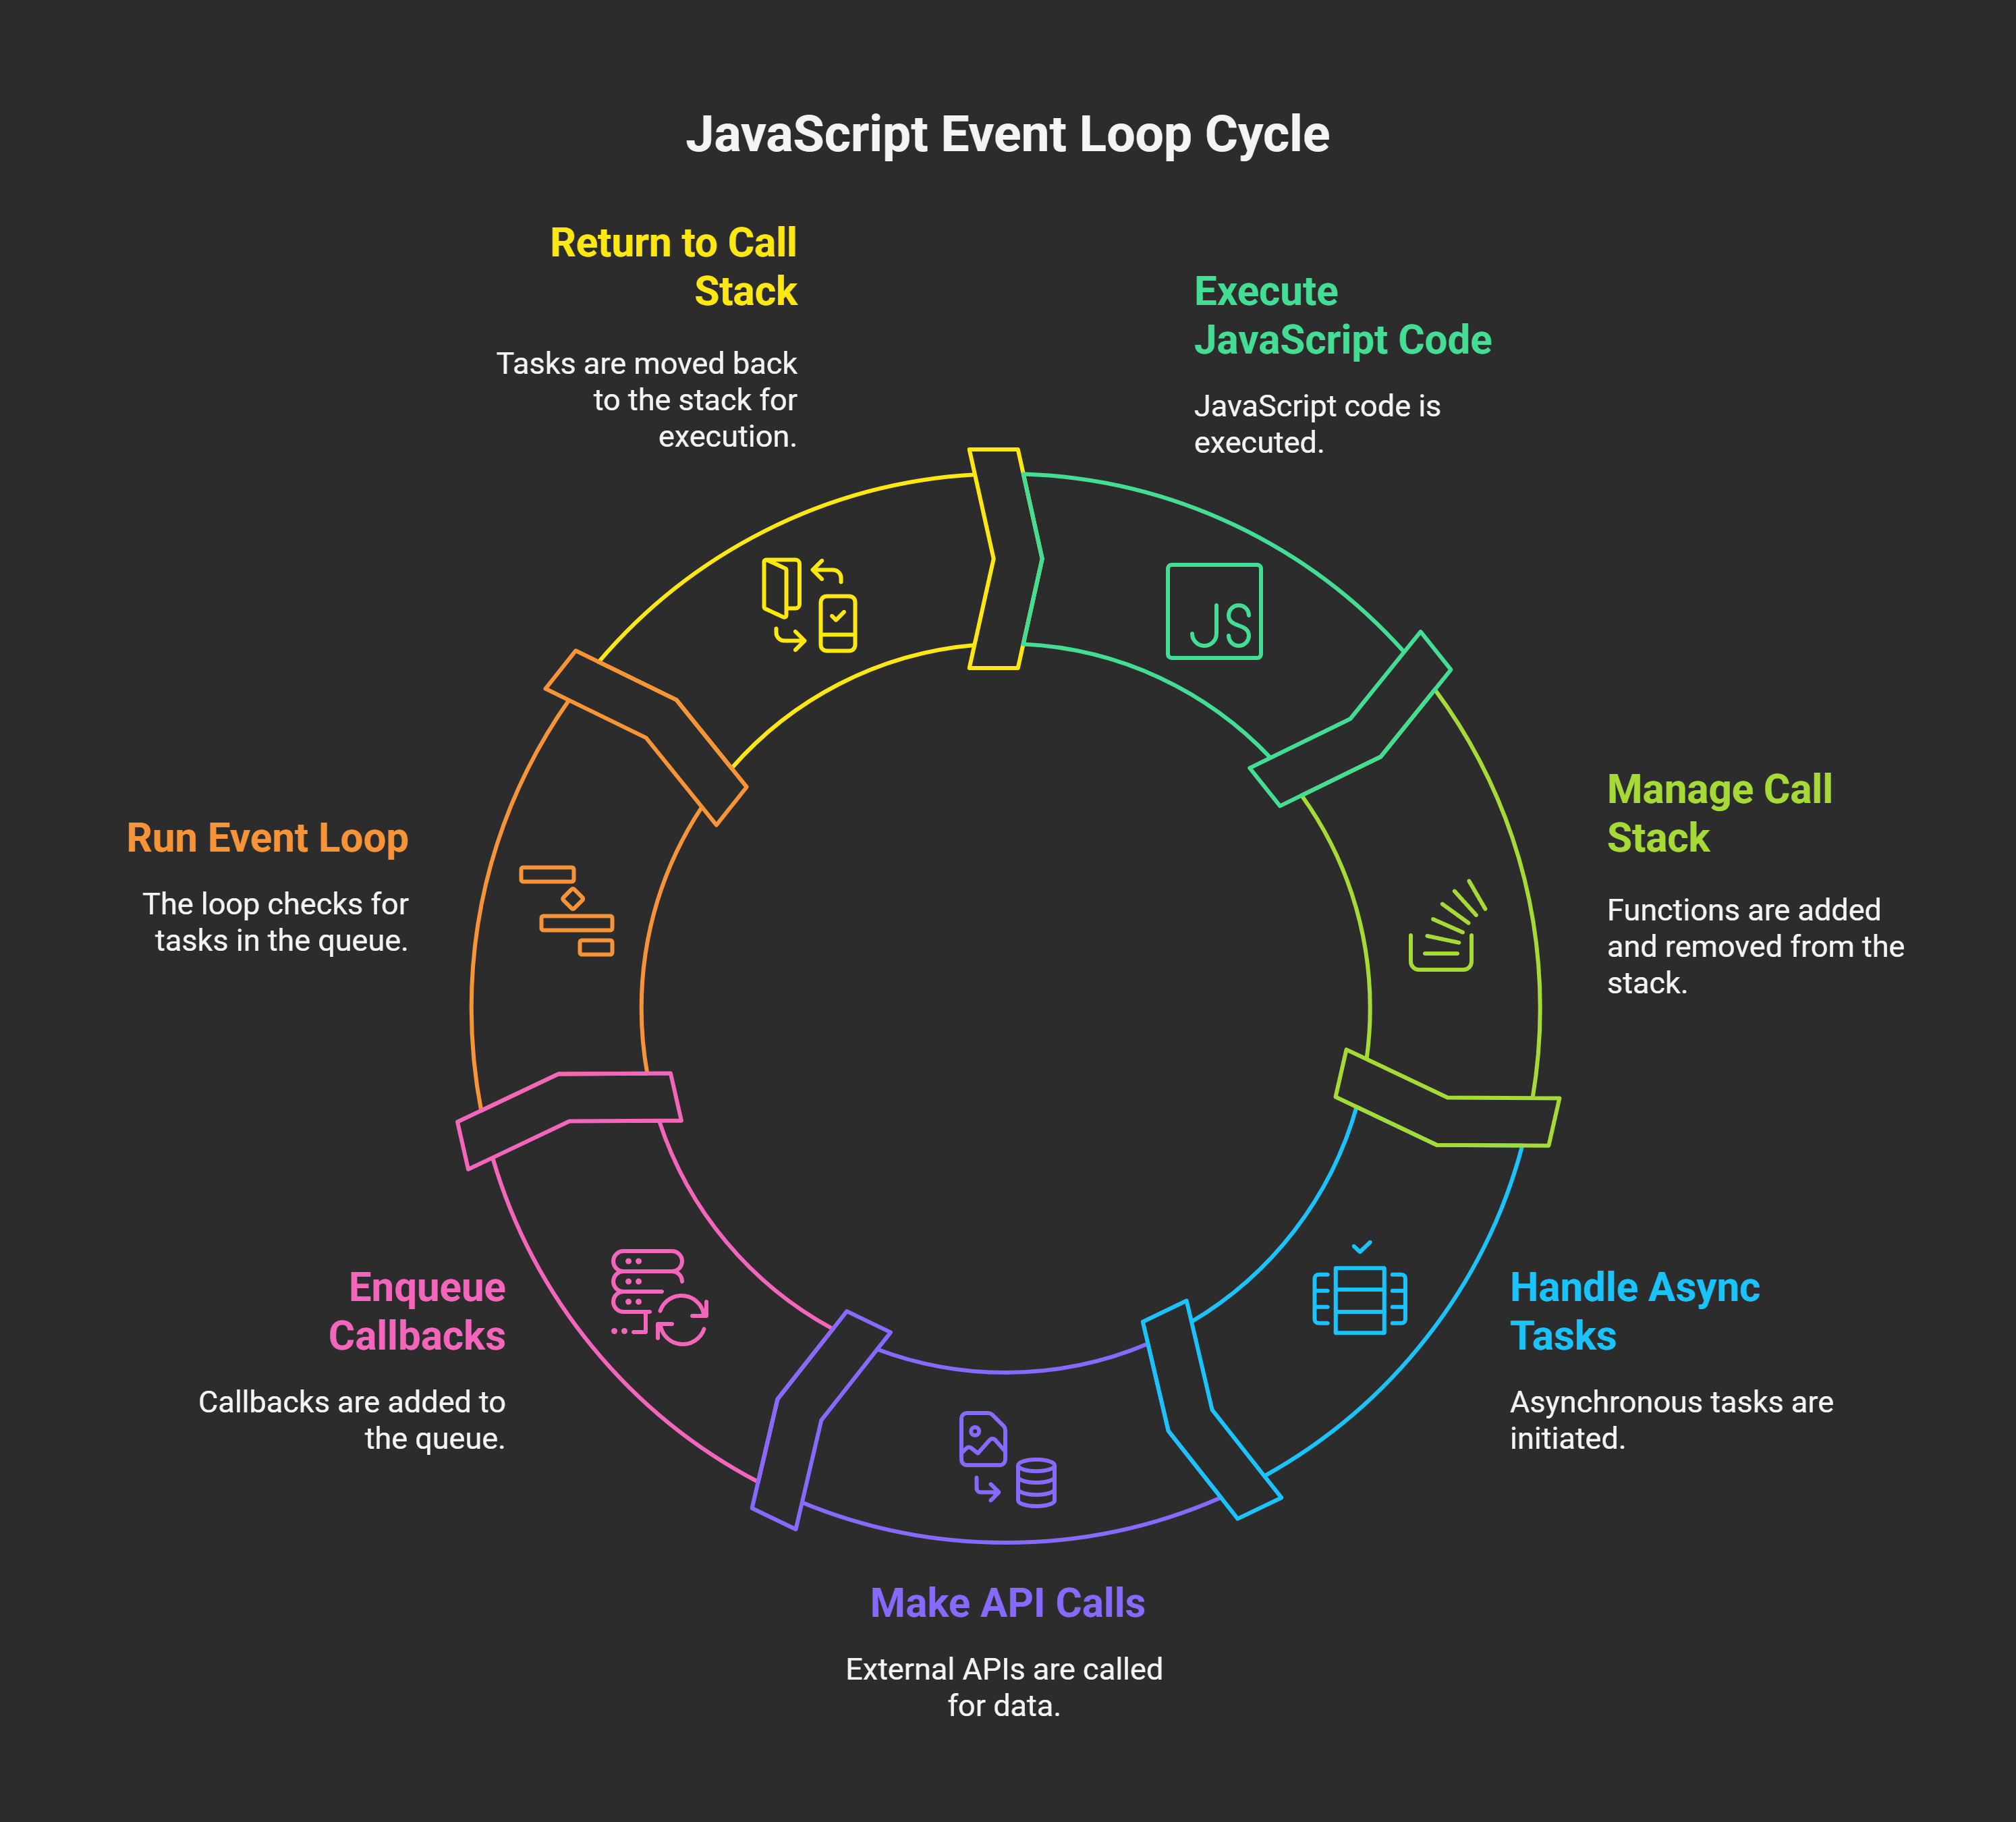 JavaScript Event Loop Cycle
Return to Call
Stack
Tasks are moved back
to the stack for
execution.
Execute
JavaScript Code
JavaScript code is
executed.
JS
Manage Call
Stack
Functions are added
and removed from the
stack.
Run Event Loop
The loop checks for
tasks in the queue.
Handle Async
Tasks
Asynchronous tasks are
initiated.
Enqueue
Callbacks
Callbacks are added to
the queue.
Make API Calls
External APIs are called
for data.